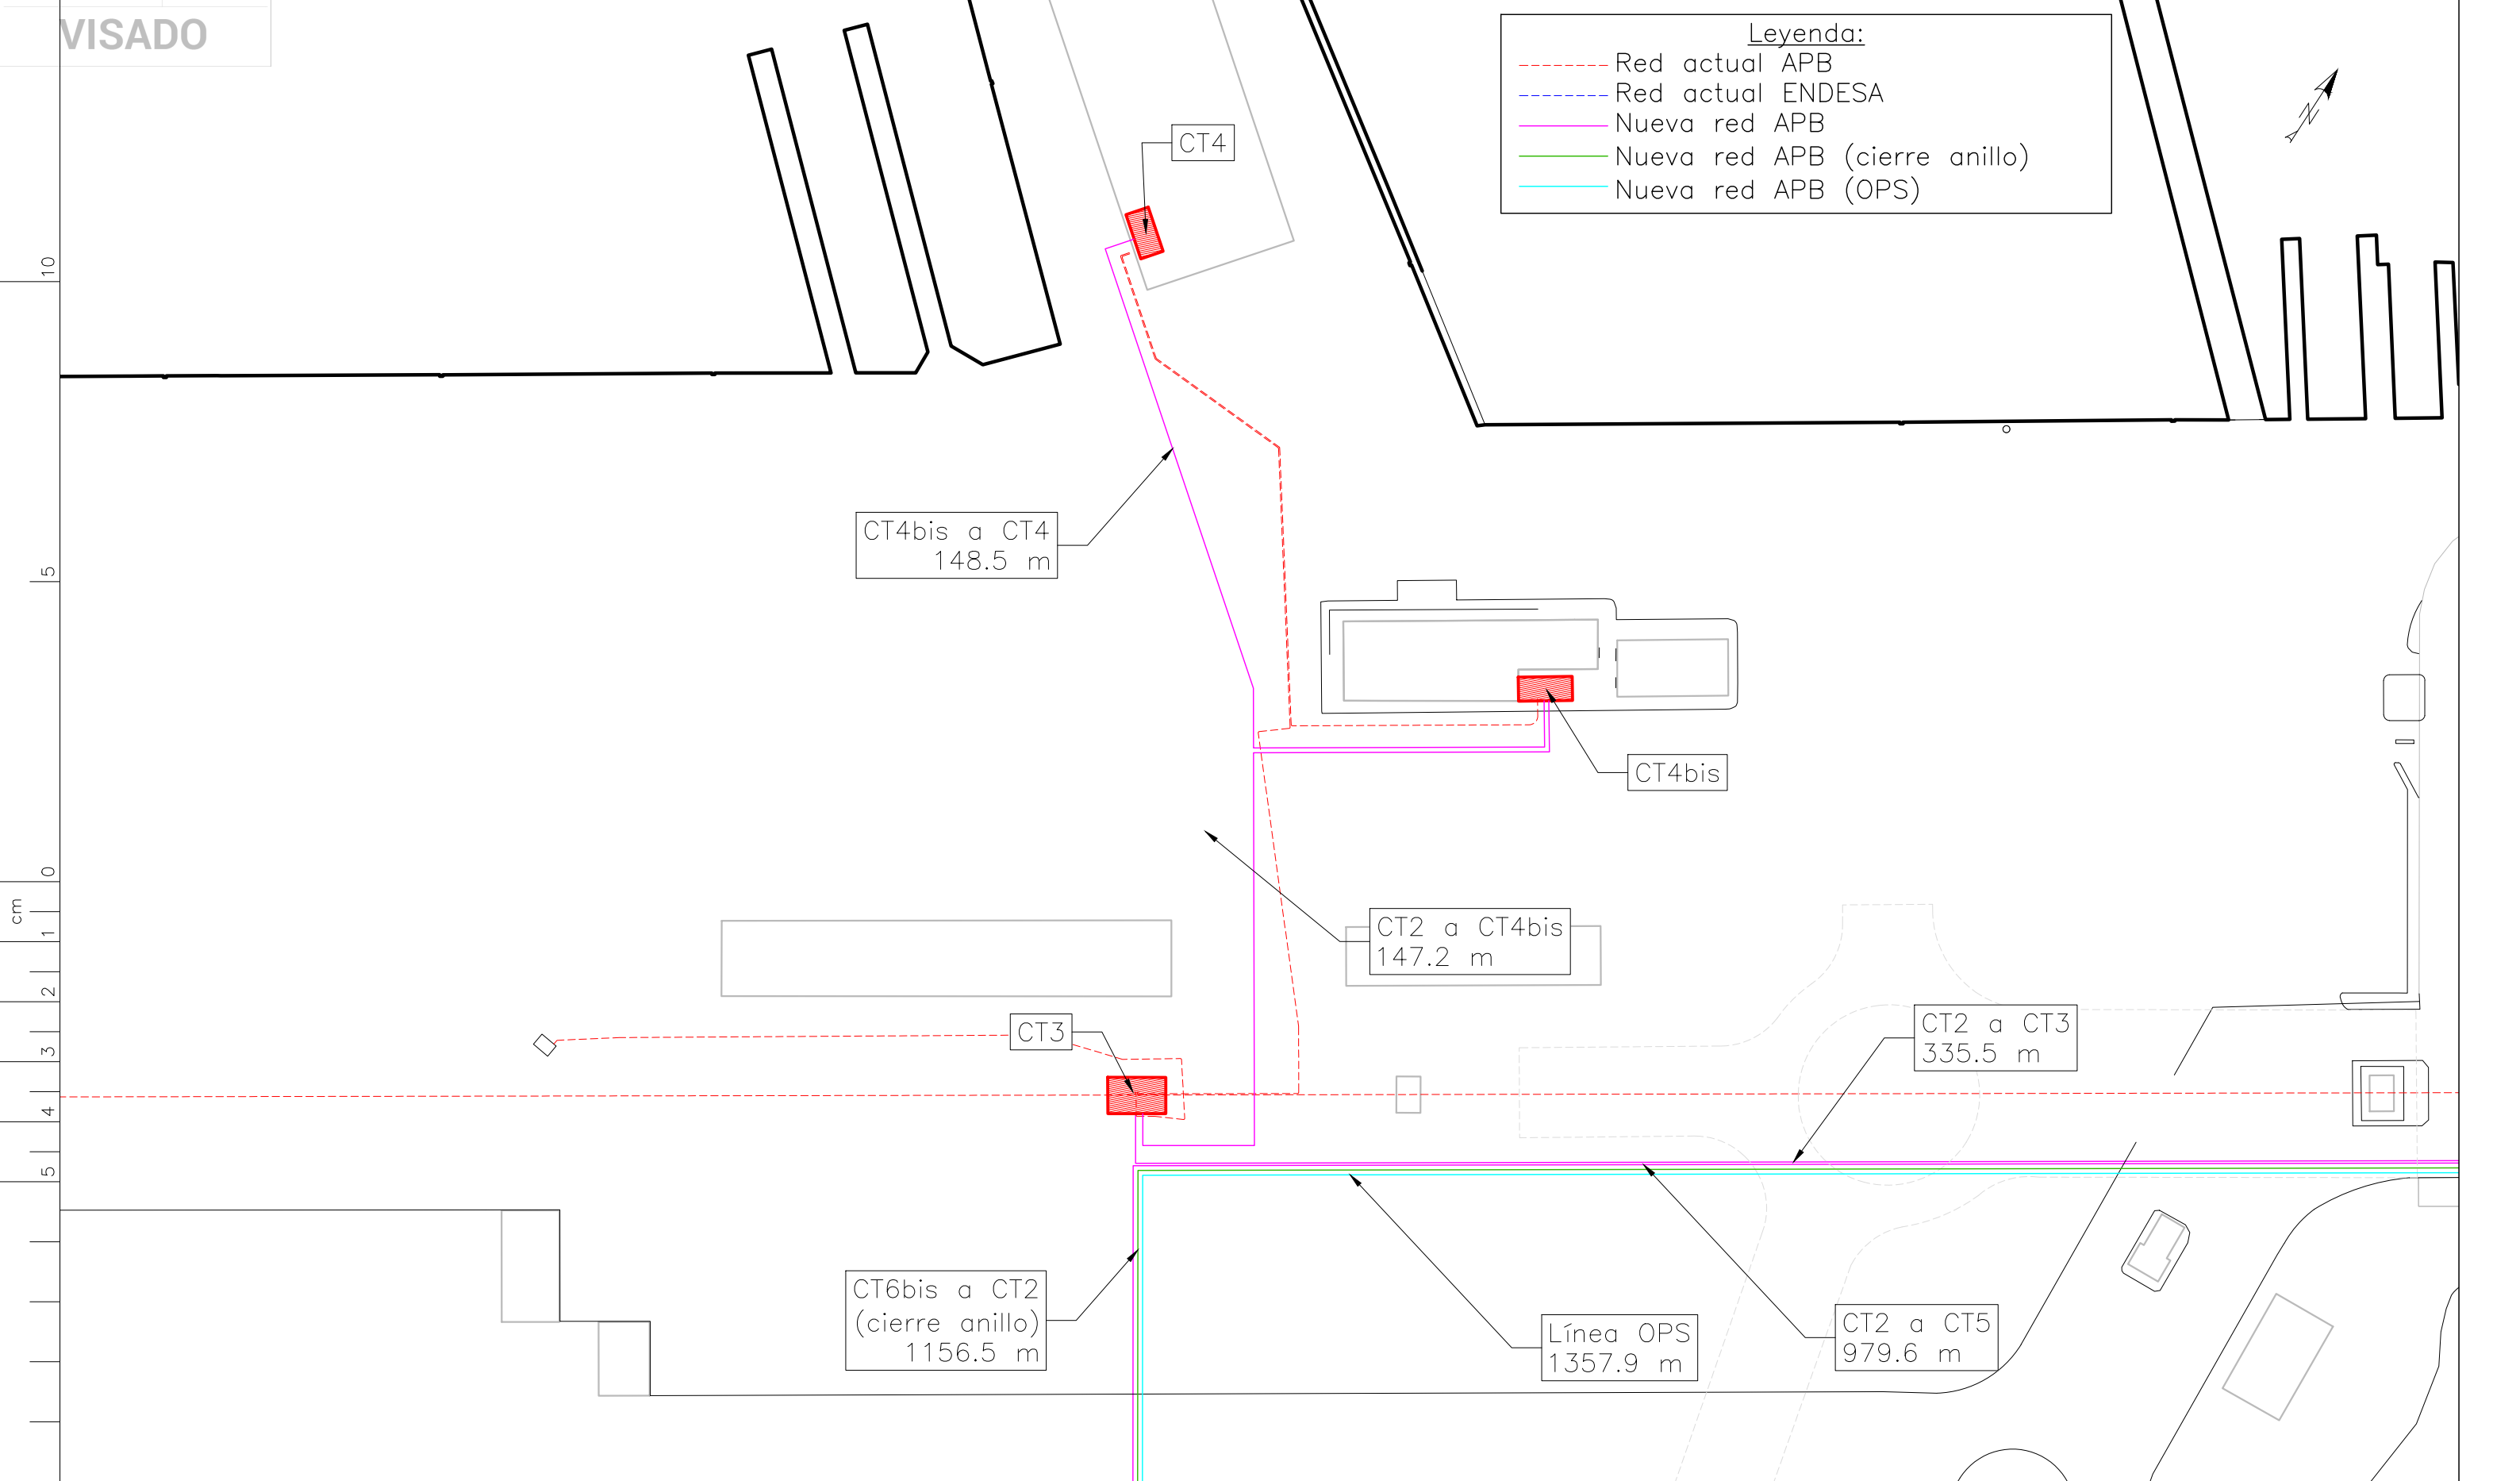 VISADO
Leyenda:
Red actual APB
Red actual ENDESA
Nueva red APB
Nueva red APB (cierre anillo)
Nueva red APB (OPS)
N
CT4
10
CT4bis a CT4
148.5 m
5
CT4bis
0
cm
1
CT2 a CT4bis
147.2 m
2
CT3
CT2 a CT3
335.5 m
3
4
5
CT6bis a CT2
(cierre anillo)
1156.5 m
Línea OPS
1357.9 m
CT2 a CT5
979.6 m